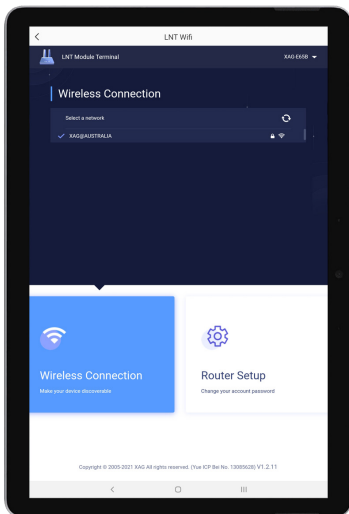 LNT Wifi
LNT Module Terminal
XAG-E65B
Wireless Connection
Select a network
XAG@AUSTRALIA
Wireless Connection
Make your device discoverable
Router Setup
Change your account password
Copyright © 2005-2021 XAG All rights reserved. (Yue ICP Bei No. 13085628) V1.2.11